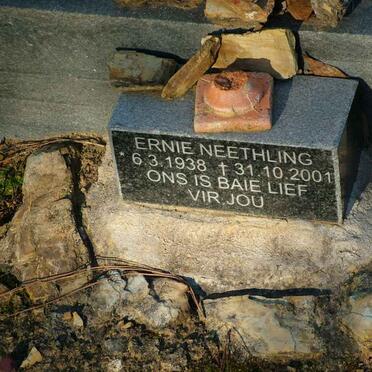 ERNIE NEETHLING
* 6.3.1938 † 31.10.2001
ONS IS BAIE LIEF
VIR JOU